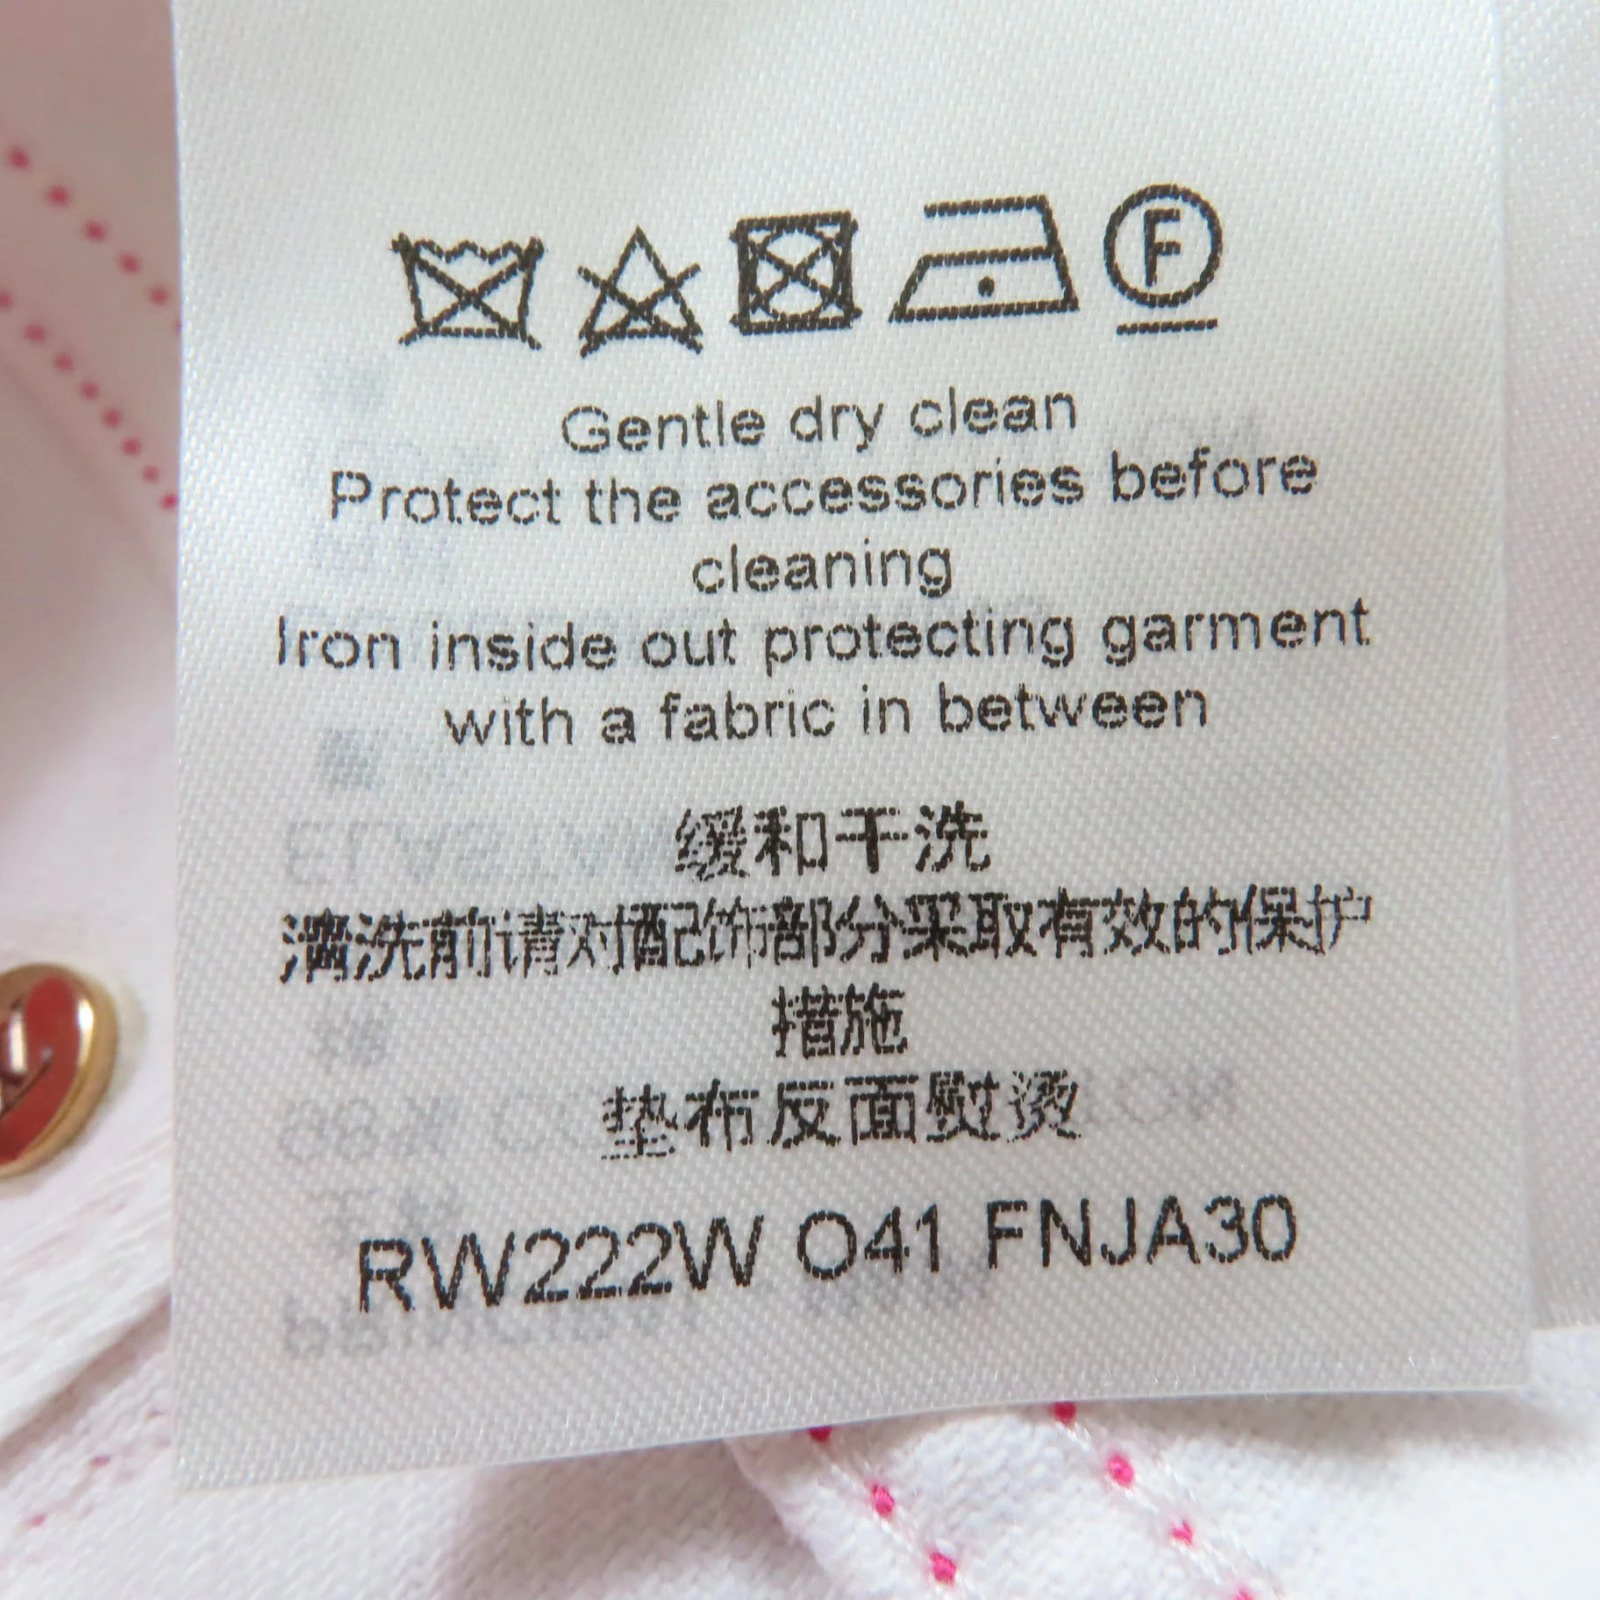 F
Gentle dry clean
Protect the accessories before
cleaning
Iron inside out protecting garment
with a fabric in between
缓和干洗
清洗前请对配饰部分采取有效的保护
措施
垫布反面熨烫
RW222W O41 FNJA30